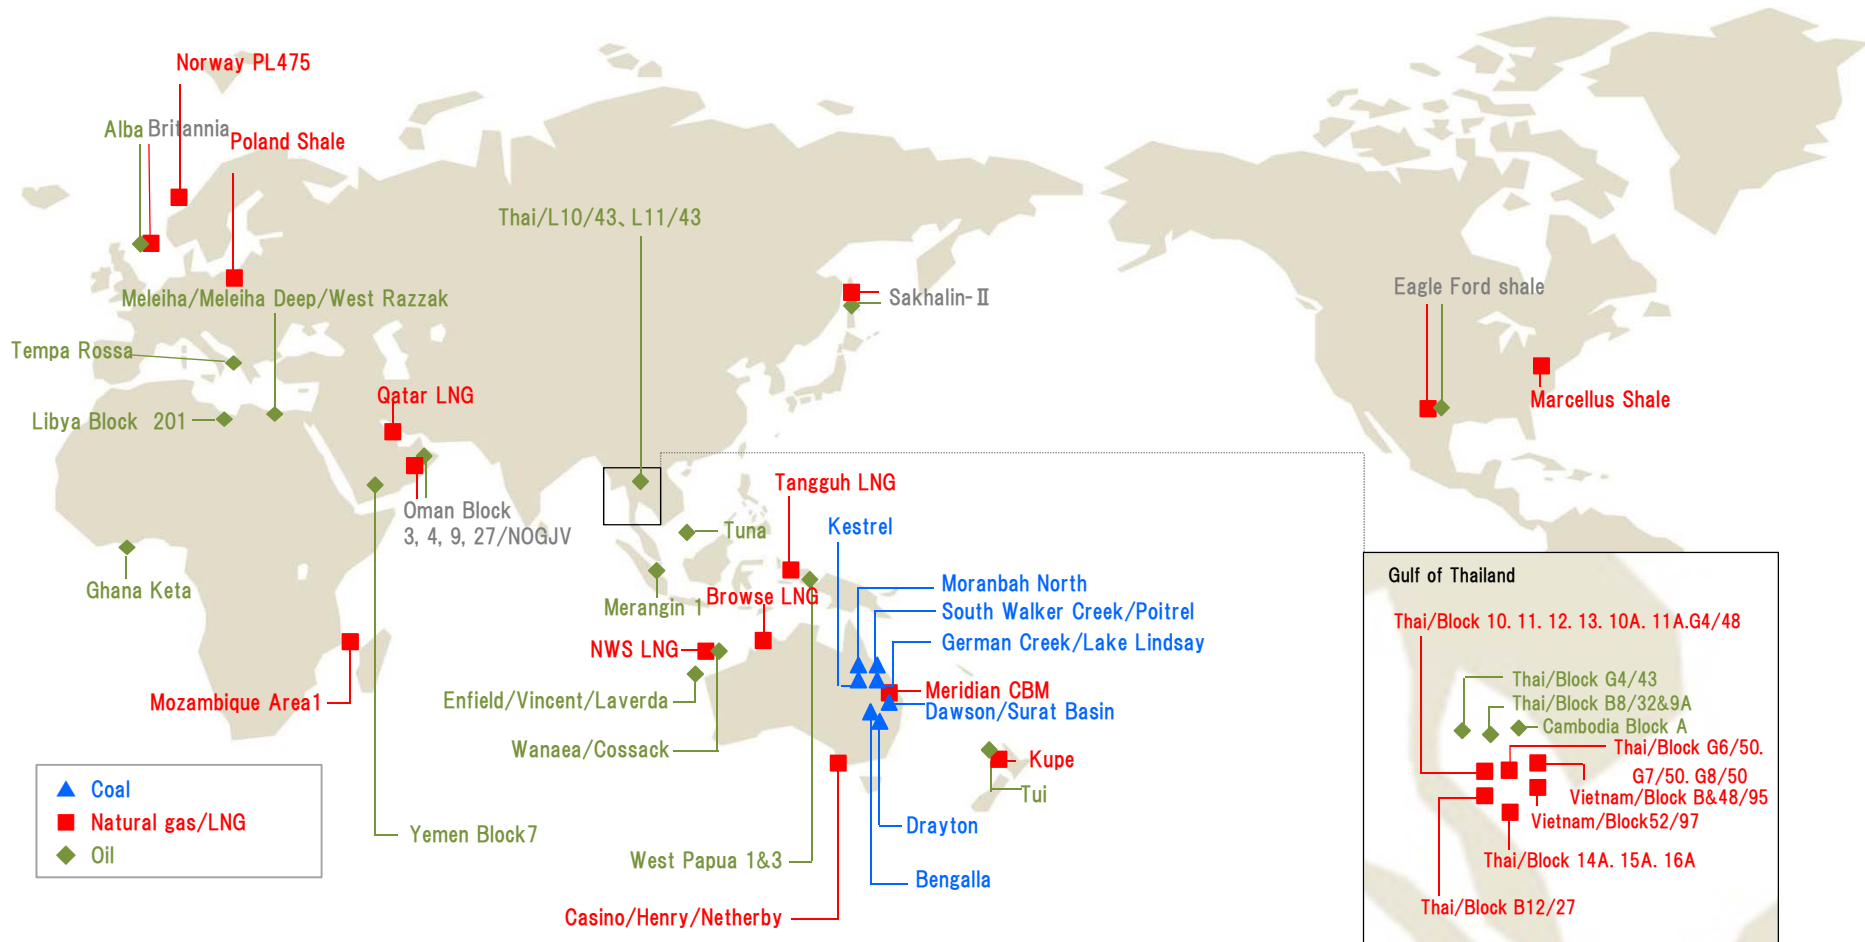 Norway PL475
Alba
Britannia
Poland Shale
Thai/L10/43、L11/43
Meleiha/Meleiha Deep/West Razzak
Sakhalin-Ⅱ
Eagle Ford shale
Tempa Rossa
Qatar LNG
Marcellus Shale
Libya Block 201
Tangguh LNG
Oman Block
3, 4, 9, 27/NOGJV
Tuna
Kestrel
Ghana Keta
Merangin 1
Browse LNG
Moranbah North
South Walker Creek/Poitrel
German Creek/Lake Lindsay
NWS LNG
Mozambique Area1
Enfield/Vincent/Laverda
Meridian CBM
Dawson/Surat Basin
Wanaea/Cossack
Kupe
Tui
Coal
Natural gas/LNG
Oil
Yemen Block7
West Papua 1&3
Drayton
Bengalla
Casino/Henry/Netherby
Gulf of Thailand
Thai/Block 10. 11. 12. 13. 10A. 11A.G4/48
Thai/Block G4/43
Thai/Block B8/32&9A
Cambodia Block A
Thai/Block G6/50.
G7/50. G8/50
Vietnam/Block B&48/95
Vietnam/Block52/97
Thai/Block 14A. 15A. 16A
Thai/Block B12/27